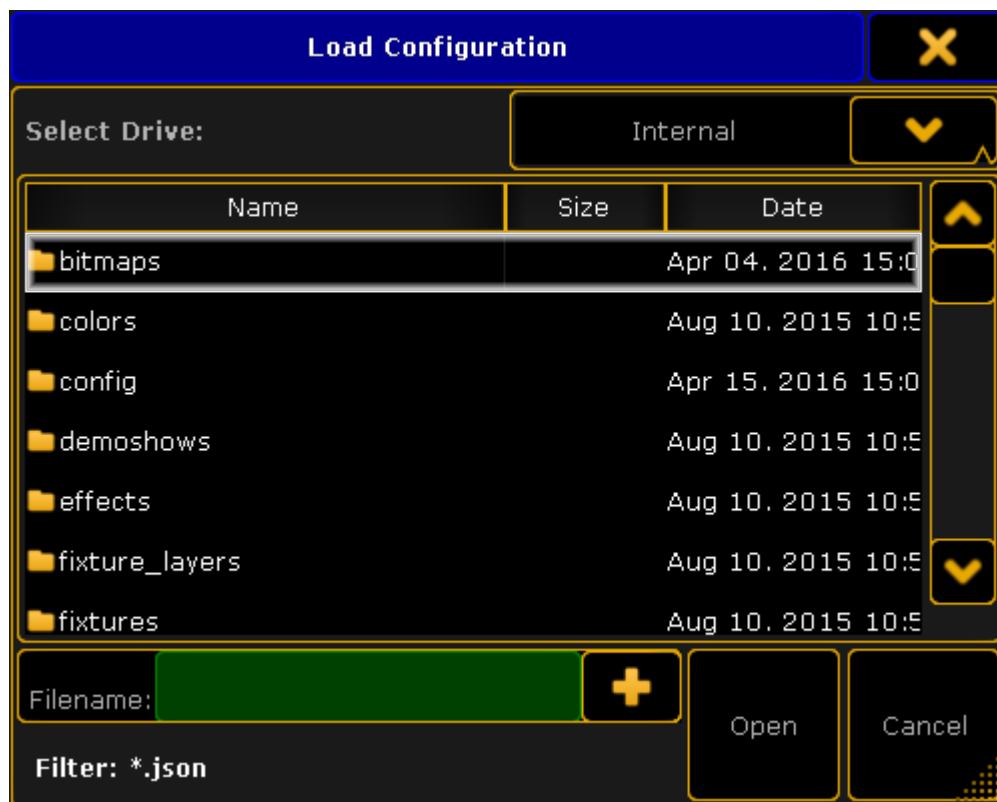 Load Configuration
Select Drive: Internal
Name Size Date
bitmaps Apr 04. 2016 15:0
colors Aug 10. 2015 10:5
config Apr 15. 2016 15:0
demoshows Aug 10. 2015 10:5
effects Aug 10. 2015 10:5
fixture_layers Aug 10. 2015 10:5
fixtures Aug 10. 2015 10:5
Filename:
Open Cancel
Filter: *.json